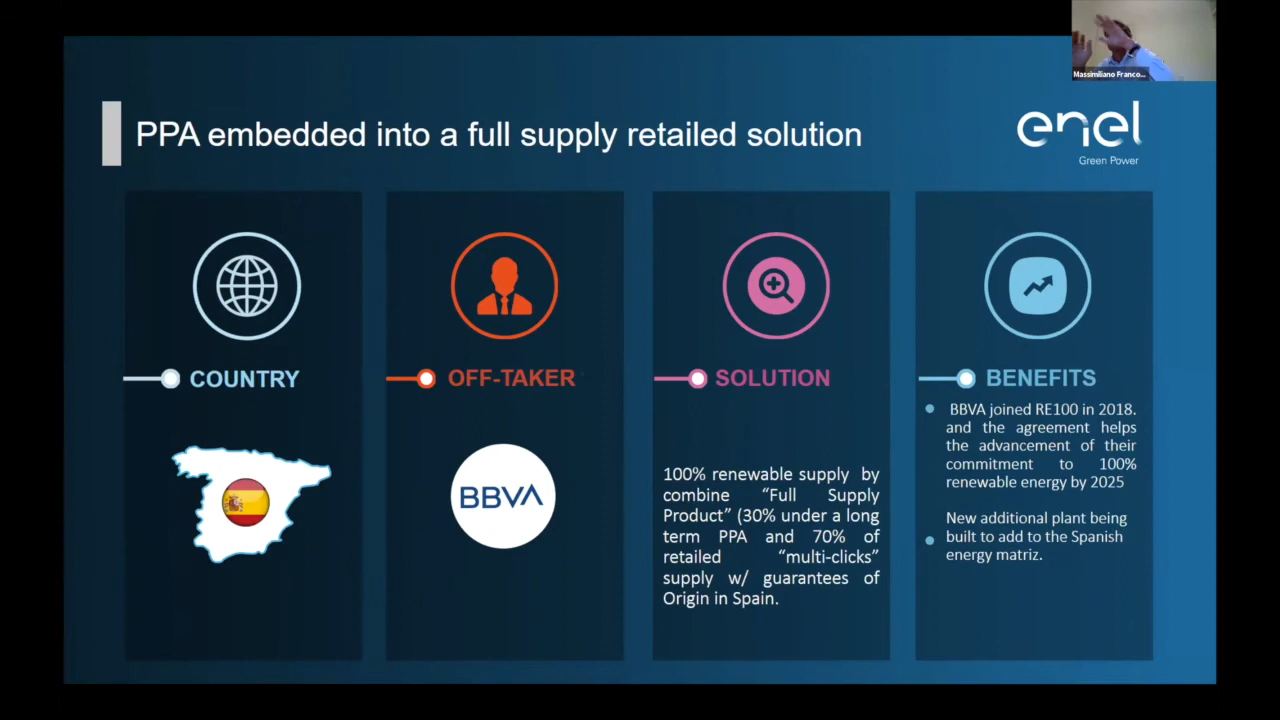 Massimiliano Franco...
PPA embedded into a full supply retailed solution
enel
Green Power
COUNTRY
OFF-TAKER
BBVA
SOLUTION
100% renewable supply by
combine “Full Supply
Product” (30% under a long
term PPA and 70% of
retailed “multi-clicks”
supply w/ guarantees of
Origin in Spain.
BENEFITS
BBVA joined RE100 in 2018.
and the agreement helps
the advancement of their
commitment to 100%
renewable energy by 2025
New additional plant being
built to add to the Spanish
energy matriz.